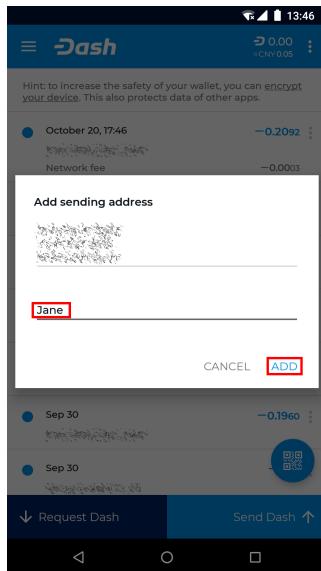 13:46
Dash
0.00
≈CNY 0.05
Hint: to increase the safety of your wallet, you can encrypt
your device. This also protects data of other apps.
October 20, 17:46
−0.2092
Network fee
−0.0003
Add sending address
Jane
CANCEL
ADD
Sep 30
−0.1960
Sep 30
Request Dash
Send Dash